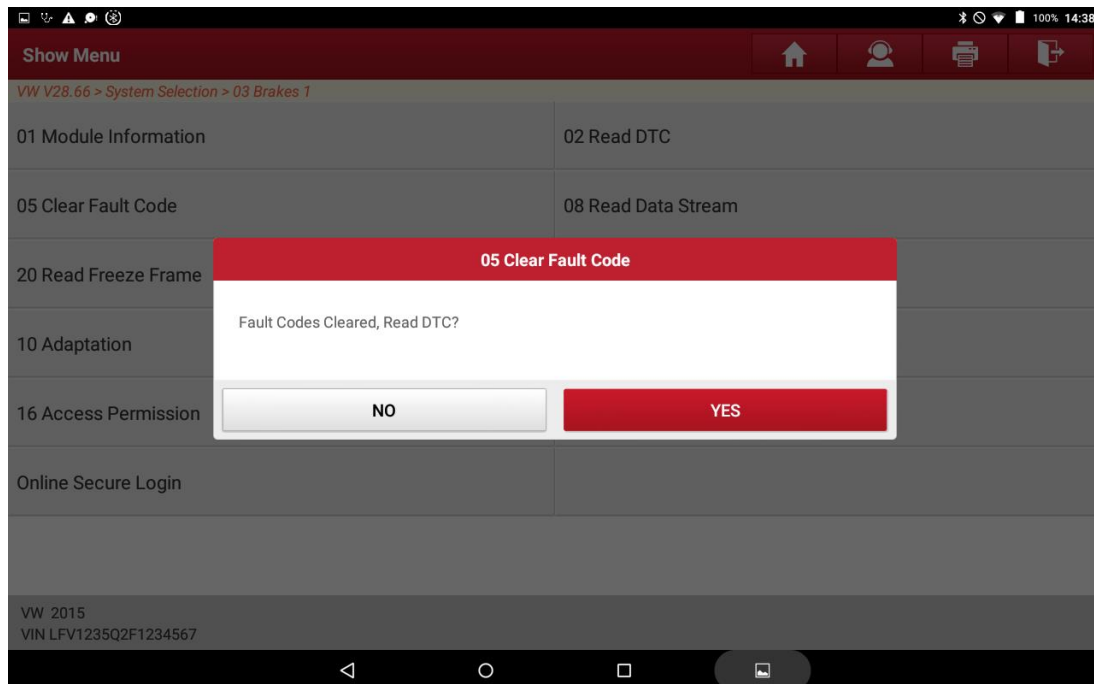 100% 14:38
Show Menu
VW V28.66 > System Selection > 03 Brakes 1
01 Module Information
02 Read DTC
05 Clear Fault Code
08 Read Data Stream
20 Read Freeze Frame
10 Adaptation
16 Access Permission
Online Secure Login
05 Clear Fault Code
Fault Codes Cleared, Read DTC?
NO
YES
VW 2015
VIN LFV1235Q2F1234567